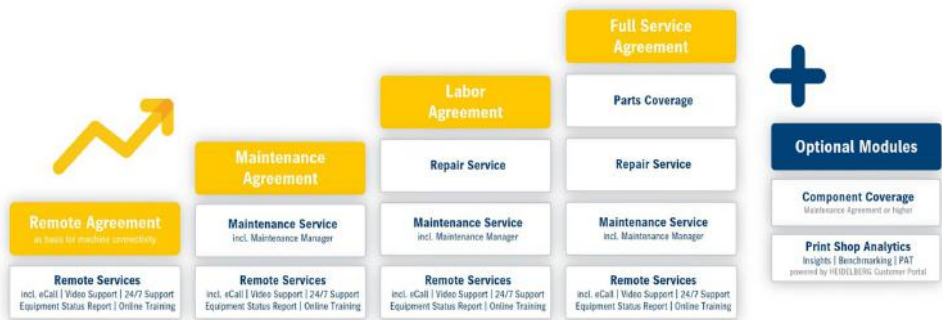 Full Service
Agreement
Parts Coverage
Repair Service
Maintenance Service
incl. Maintenance Manager
Remote Services
incl. eCall | Video Support | 24/7 Support
Equipment Status Report | Online Training
Labor
Agreement
Repair Service
Maintenance Service
incl. Maintenance Manager
Remote Services
incl. eCall | Video Support | 24/7 Support
Equipment Status Report | Online Training
Maintenance
Agreement
Maintenance Service
incl. Maintenance Manager
Remote Services
incl. eCall | Video Support | 24/7 Support
Equipment Status Report | Online Training
Remote Agreement
as basis for machine connectivity
Remote Services
incl. eCall | Video Support | 24/7 Support
Equipment Status Report | Online Training
Optional Modules
Component Coverage
Maintenance Agreement or higher
Print Shop Analytics
Insights | Benchmarking | PAT
powered by HEIDELBERG Customer Portal